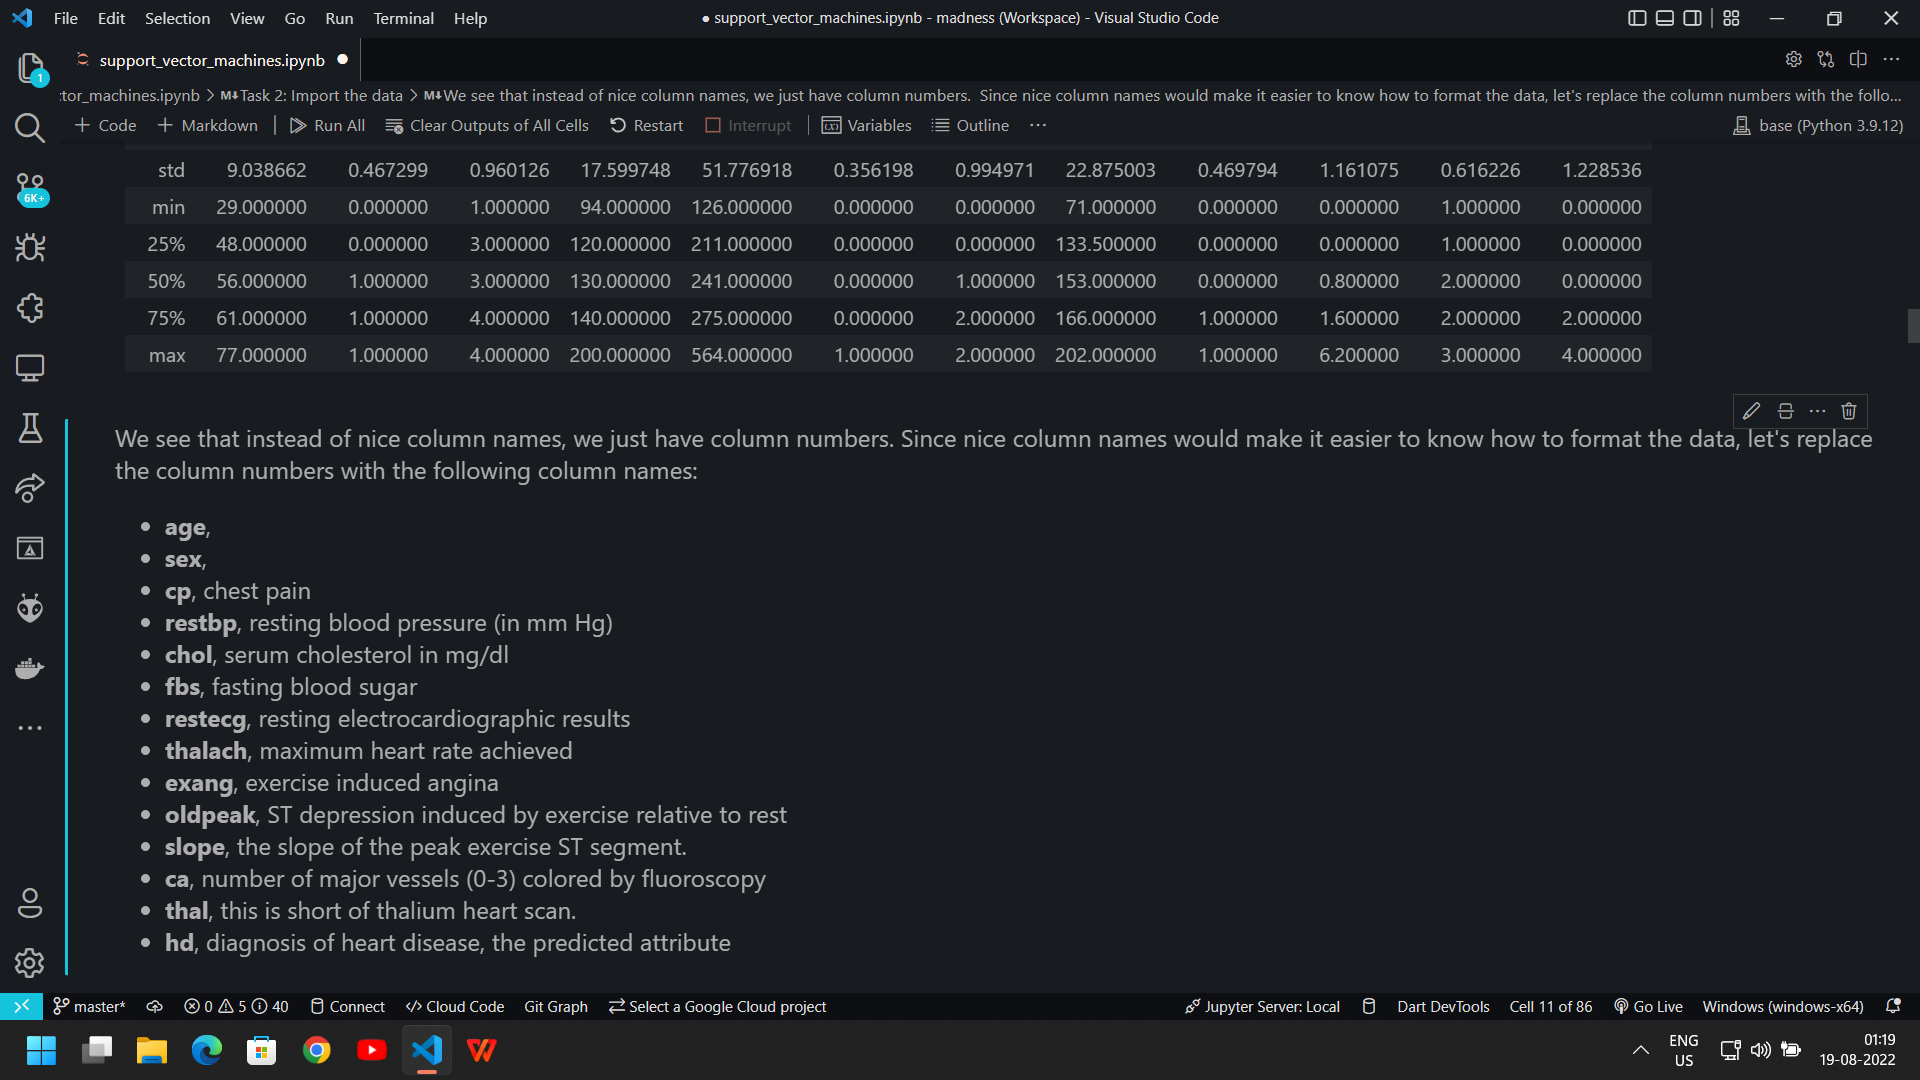 File Edit Selection View Go Run Terminal Help
● support_vector_machines.ipynb - madness (Workspace) - Visual Studio Code
1
support_vector_machines.ipynb ●
:tor_machines.ipynb > M↓Task 2: Import the data > M↓We see that instead of nice column names, we just have column numbers. Since nice column names would make it easier to know how to format the data, let's replace the column numbers with the follo...
+ Code + Markdown | Run All Clear Outputs of All Cells Restart Interrupt | Variables Outline ...
base (Python 3.9.12)
6K+
std 9.038662 0.467299 0.960126 17.599748 51.776918 0.356198 0.994971 22.875003 0.469794 1.161075 0.616226 1.228536
min 29.000000 0.000000 1.000000 94.000000 126.000000 0.000000 0.000000 71.000000 0.000000 0.000000 1.000000 0.000000
25% 48.000000 0.000000 3.000000 120.000000 211.000000 0.000000 0.000000 133.500000 0.000000 0.000000 1.000000 0.000000
50% 56.000000 1.000000 3.000000 130.000000 241.000000 0.000000 1.000000 153.000000 0.000000 0.800000 2.000000 0.000000
75% 61.000000 1.000000 4.000000 140.000000 275.000000 0.000000 2.000000 166.000000 1.000000 1.600000 2.000000 2.000000
max 77.000000 1.000000 4.000000 200.000000 564.000000 1.000000 2.000000 202.000000 1.000000 6.200000 3.000000 4.000000
We see that instead of nice column names, we just have column numbers. Since nice column names would make it easier to know how to format the data, let's replace
the column numbers with the following column names:
• age,
• sex,
• cp, chest pain
• restbp, resting blood pressure (in mm Hg)
• chol, serum cholesterol in mg/dl
• fbs, fasting blood sugar
• restecg, resting electrocardiographic results
• thalach, maximum heart rate achieved
• exang, exercise induced angina
• oldpeak, ST depression induced by exercise relative to rest
• slope, the slope of the peak exercise ST segment.
• ca, number of major vessels (0-3) colored by fluoroscopy
• thal, this is short of thalium heart scan.
• hd, diagnosis of heart disease, the predicted attribute
master* 0 5 40 Connect Cloud Code Git Graph Select a Google Cloud project
Jupyter Server: Local Dart DevTools Cell 11 of 86 Go Live Windows (windows-x64)
ENG
US
01:19
19-08-2022